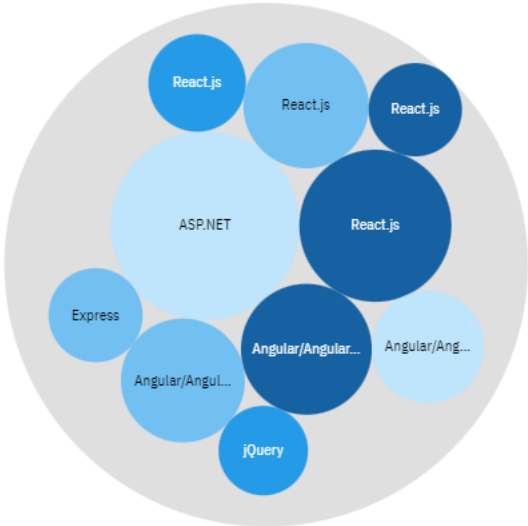 React.js
React.js
React.js
ASP.NET
React.js
Express
Angular/Angular...
Angular/Ang...
Angular/Angul...
jQuery